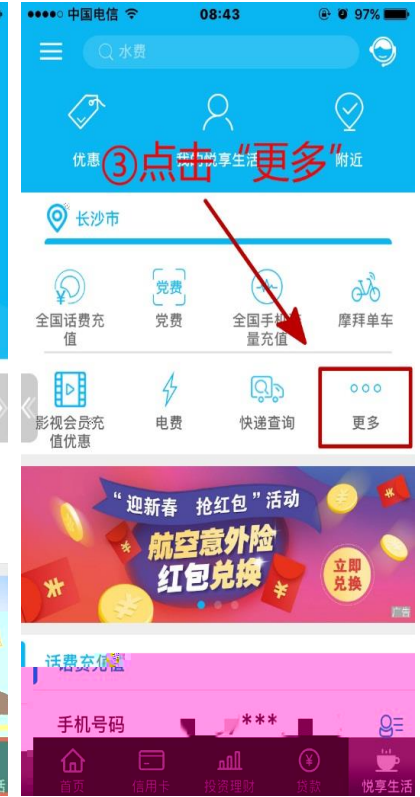 中国电信 08:43 97%
水费
优惠 我的悦享生活 附近
③点击“更多”
长沙市
全国话费充值 党费 全国手机 量充值 摩拜单车
影视会员充值优惠 电费 快递查询 更多
“迎新春 抢红包”活动
航空意外险
红包兑换
立即
兑换
广告
话费充值
手机号码 ***
首页 信用卡 投资理财 贷款 悦享生活
活